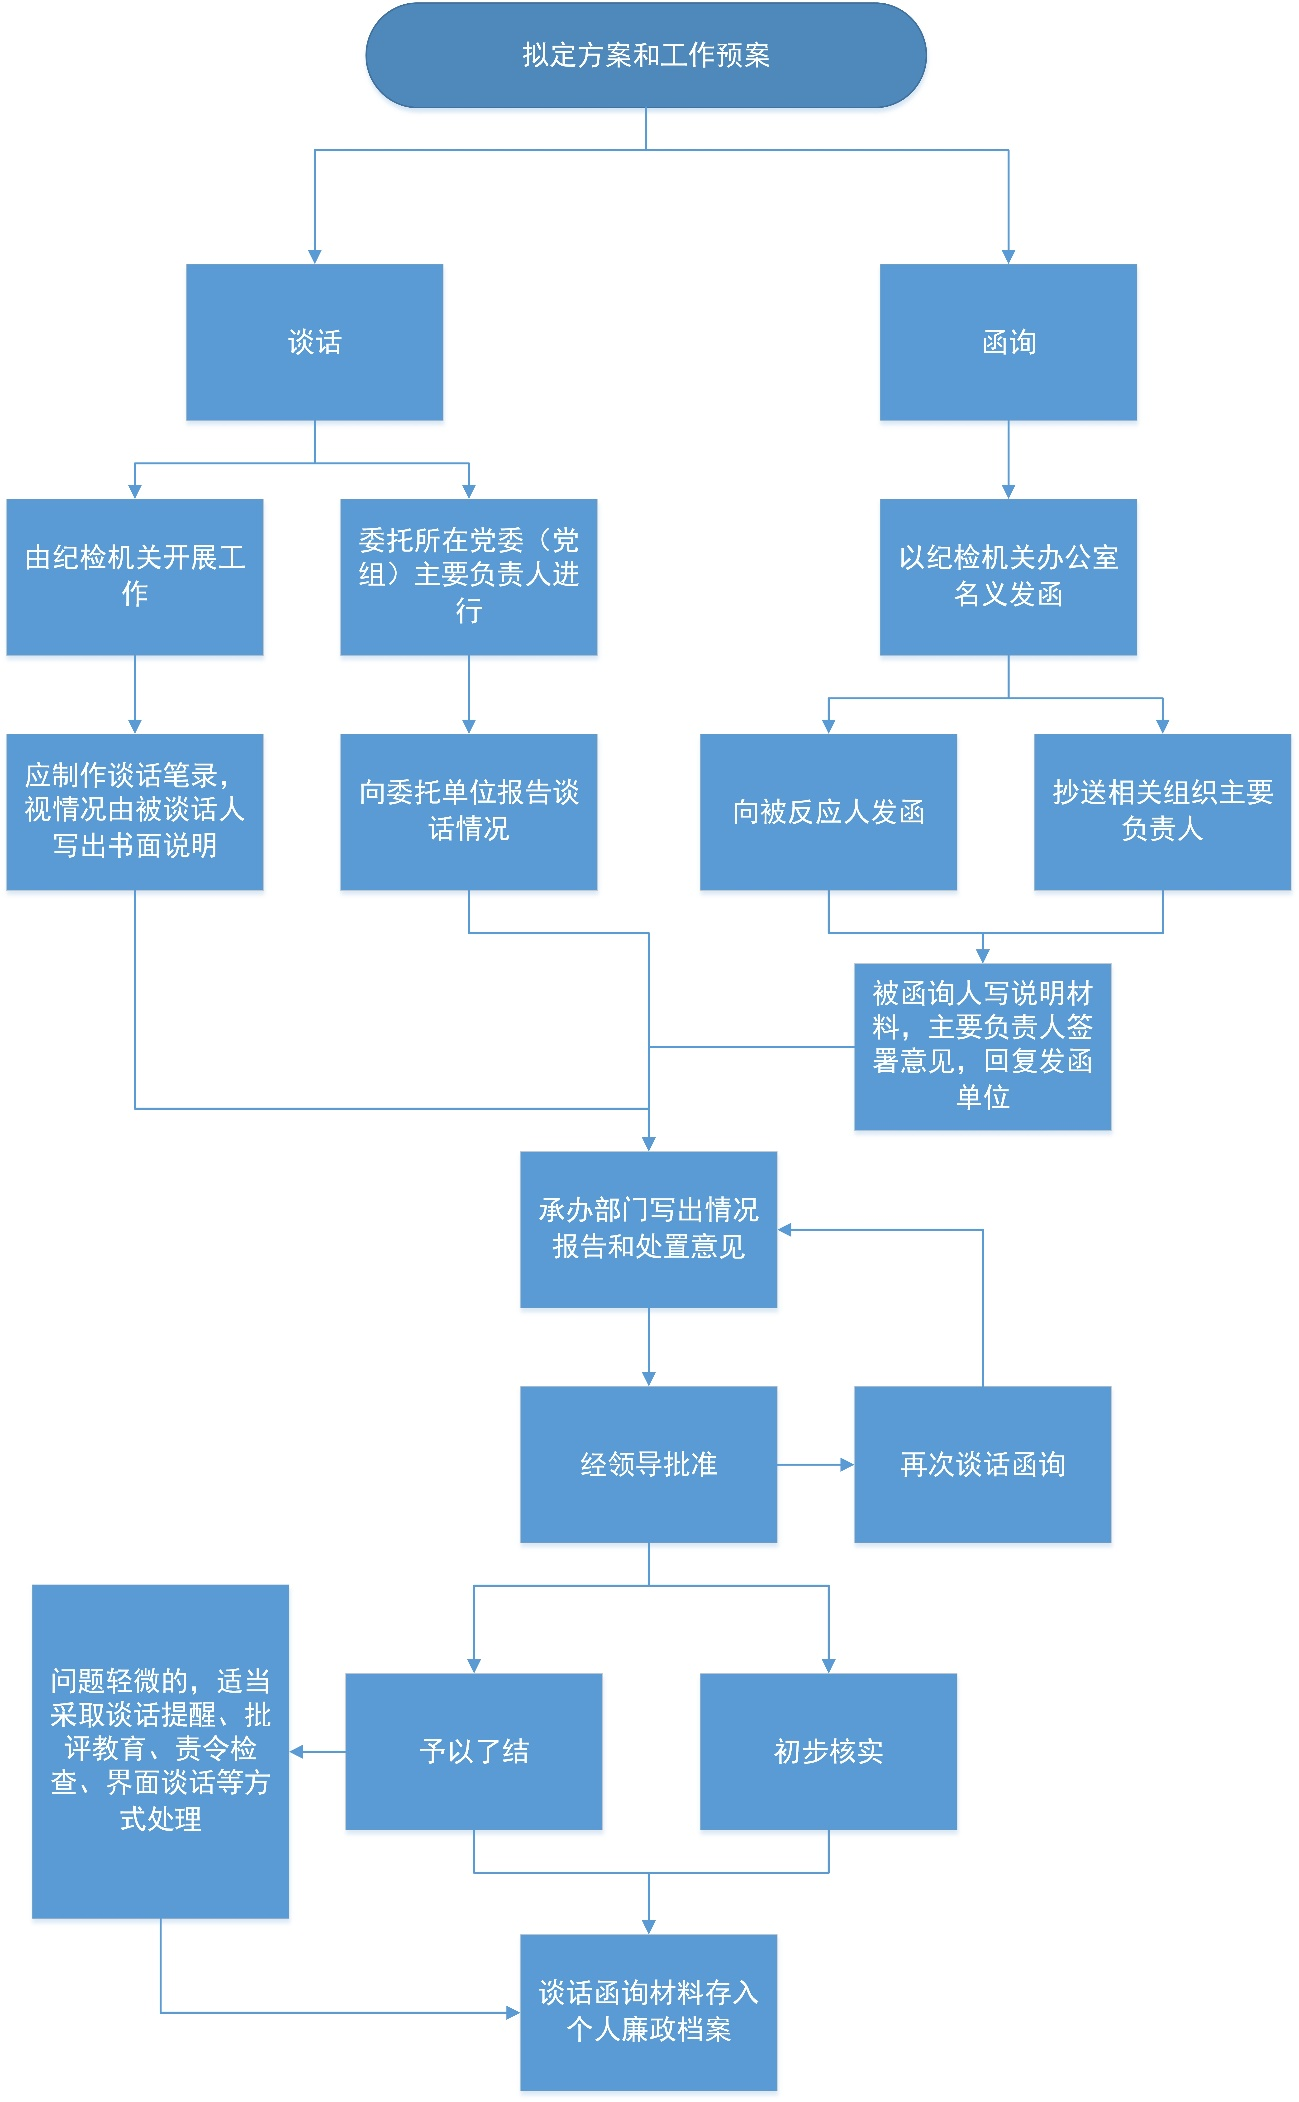 拟定方案和工作预案
谈话
函询
由纪检机关开展工
作
委托所在党委（党
组）主要负责人进
行
以纪检机关办公室
名义发函
应制作谈话笔录，
视情况由被谈话人
写出书面说明
向委托单位报告谈
话情况
向被反应人发函
抄送相关组织主要
负责人
被函询人写说明材
料，主要负责人签
署意见，回复发函
单位
承办部门写出情况
报告和处置意见
经领导批准
再次谈话函询
问题轻微的，适当
采取谈话提醒、批
评教育、责令检
查、界面谈话等方
式处理
予以了结
初步核实
谈话函询材料存入
个人廉政档案